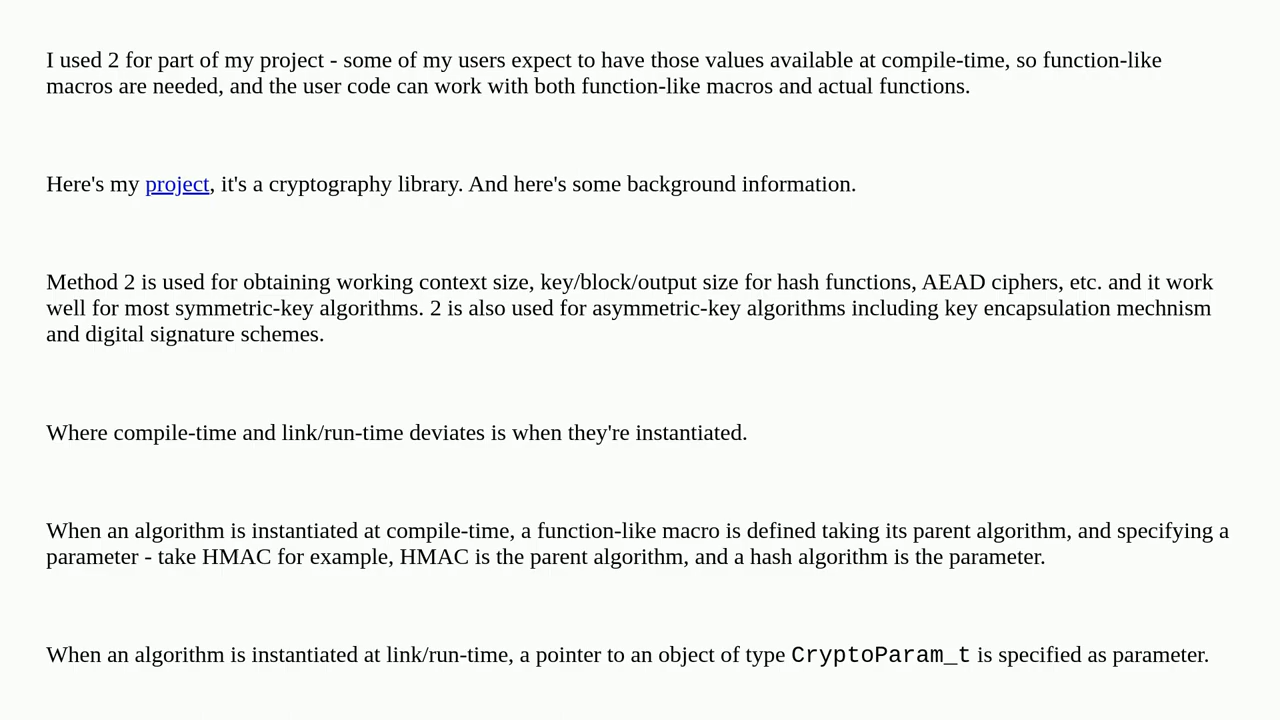 I used 2 for part of my project - some of my users expect to have those values available at compile-time, so function-like
macros are needed, and the user code can work with both function-like macros and actual functions.
Here's my project, it's a cryptography library. And here's some background information.
Method 2 is used for obtaining working context size, key/block/output size for hash functions, AEAD ciphers, etc. and it work
well for most symmetric-key algorithms. 2 is also used for asymmetric-key algorithms including key encapsulation mechnism
and digital signature schemes.
Where compile-time and link/run-time deviates is when they're instantiated.
When an algorithm is instantiated at compile-time, a function-like macro is defined taking its parent algorithm, and specifying a
parameter - take HMAC for example, HMAC is the parent algorithm, and a hash algorithm is the parameter.
When an algorithm is instantiated at link/run-time, a pointer to an object of type CryptoParam_t is specified as parameter.